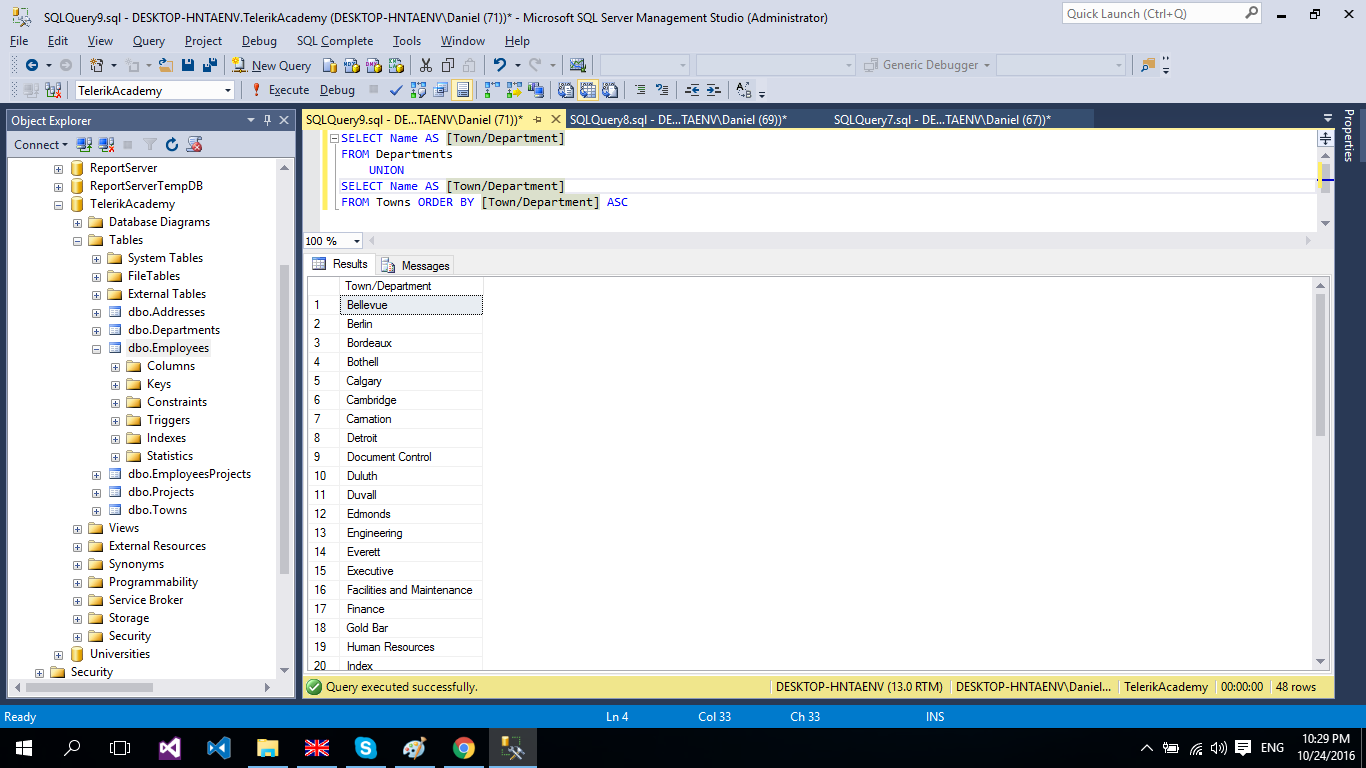 SQLQuery9.sql - DESKTOP-HNTAENV.TelerikAcademy (DESKTOP-HNTAENV\Daniel (71))* - Microsoft SQL Server Management Studio (Administrator)
Quick Launch (Ctrl+Q)
File Edit View Query Project Debug SQL Complete Tools Window Help
New Query
Generic Debugger
TelerikAcademy
Execute Debug
Object Explorer
Connect
ReportServer
ReportServerTempDB
TelerikAcademy
Database Diagrams
Tables
System Tables
FileTables
External Tables
dbo.Addresses
dbo.Departments
dbo.Employees
Columns
Keys
Constraints
Triggers
Indexes
Statistics
dbo.EmployeesProjects
dbo.Projects
dbo.Towns
Views
External Resources
Synonyms
Programmability
Service Broker
Storage
Security
Universities
Security
SQLQuery9.sql - DE...TAENV\Daniel (71))* SQLQuery8.sql - DE...TAENV\Daniel (69))* SQLQuery7.sql - DE...TAENV\Daniel (67))*
Properties
SELECT Name AS [Town/Department]
FROM Departments
UNION
SELECT Name AS [Town/Department]
FROM Towns ORDER BY [Town/Department] ASC
100 %
Results Messages
Town/Department
1 Bellevue
2 Berlin
3 Bordeaux
4 Bothell
5 Calgary
6 Cambridge
7 Carnation
8 Detroit
9 Document Control
10 Duluth
11 Duvall
12 Edmonds
13 Engineering
14 Everett
15 Executive
16 Facilities and Maintenance
17 Finance
18 Gold Bar
19 Human Resources
20 Index
Query executed successfully. DESKTOP-HNTAENV (13.0 RTM) DESKTOP-HNTAENV\Daniel... TelerikAcademy 00:00:00 48 rows
Ready Ln 4 Col 33 Ch 33 INS
ENG
10:29 PM
10/24/2016